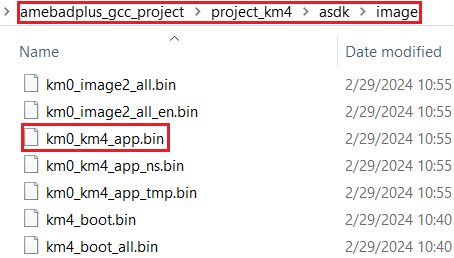 amebadplus_gcc_project > project_km4 > asdk > image
Name Date modified
km0_image2_all.bin 2/29/2024 10:55
km0_image2_all_en.bin 2/29/2024 10:55
km0_km4_app.bin 2/29/2024 10:55
km0_km4_app_ns.bin 2/29/2024 10:55
km0_km4_app_tmp.bin 2/29/2024 10:55
km4_boot.bin 2/29/2024 10:40
km4_boot_all.bin 2/29/2024 10:40